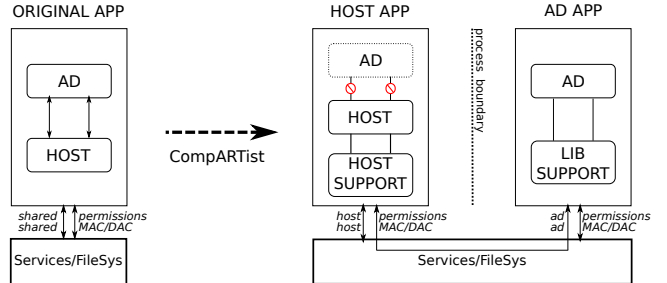 ORIGINAL APP
HOST APP
AD APP
AD
HOST
CompARTist
AD
HOST
HOST
SUPPORT
process boundary
AD
LIB
SUPPORT
shared permissions
shared MAC/DAC
host permissions
host MAC/DAC
ad permissions
ad MAC/DAC
Services/FileSys
Services/FileSys